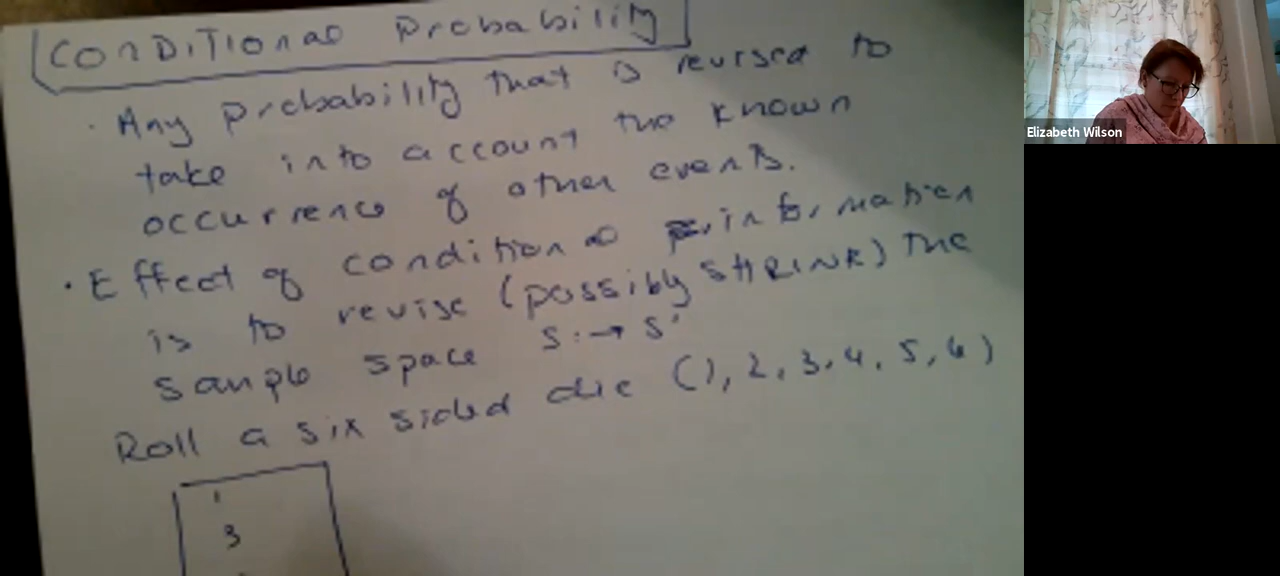 Conditional Probability
· Any probability that is revised to
take into account the known
occurrence of other events.
· Effect of conditional information
is to revise (possibly SHRINK) the
sample space S → S'
Roll a six sided die (1, 2, 3, 4, 5, 6)
1
3
Elizabeth Wilson